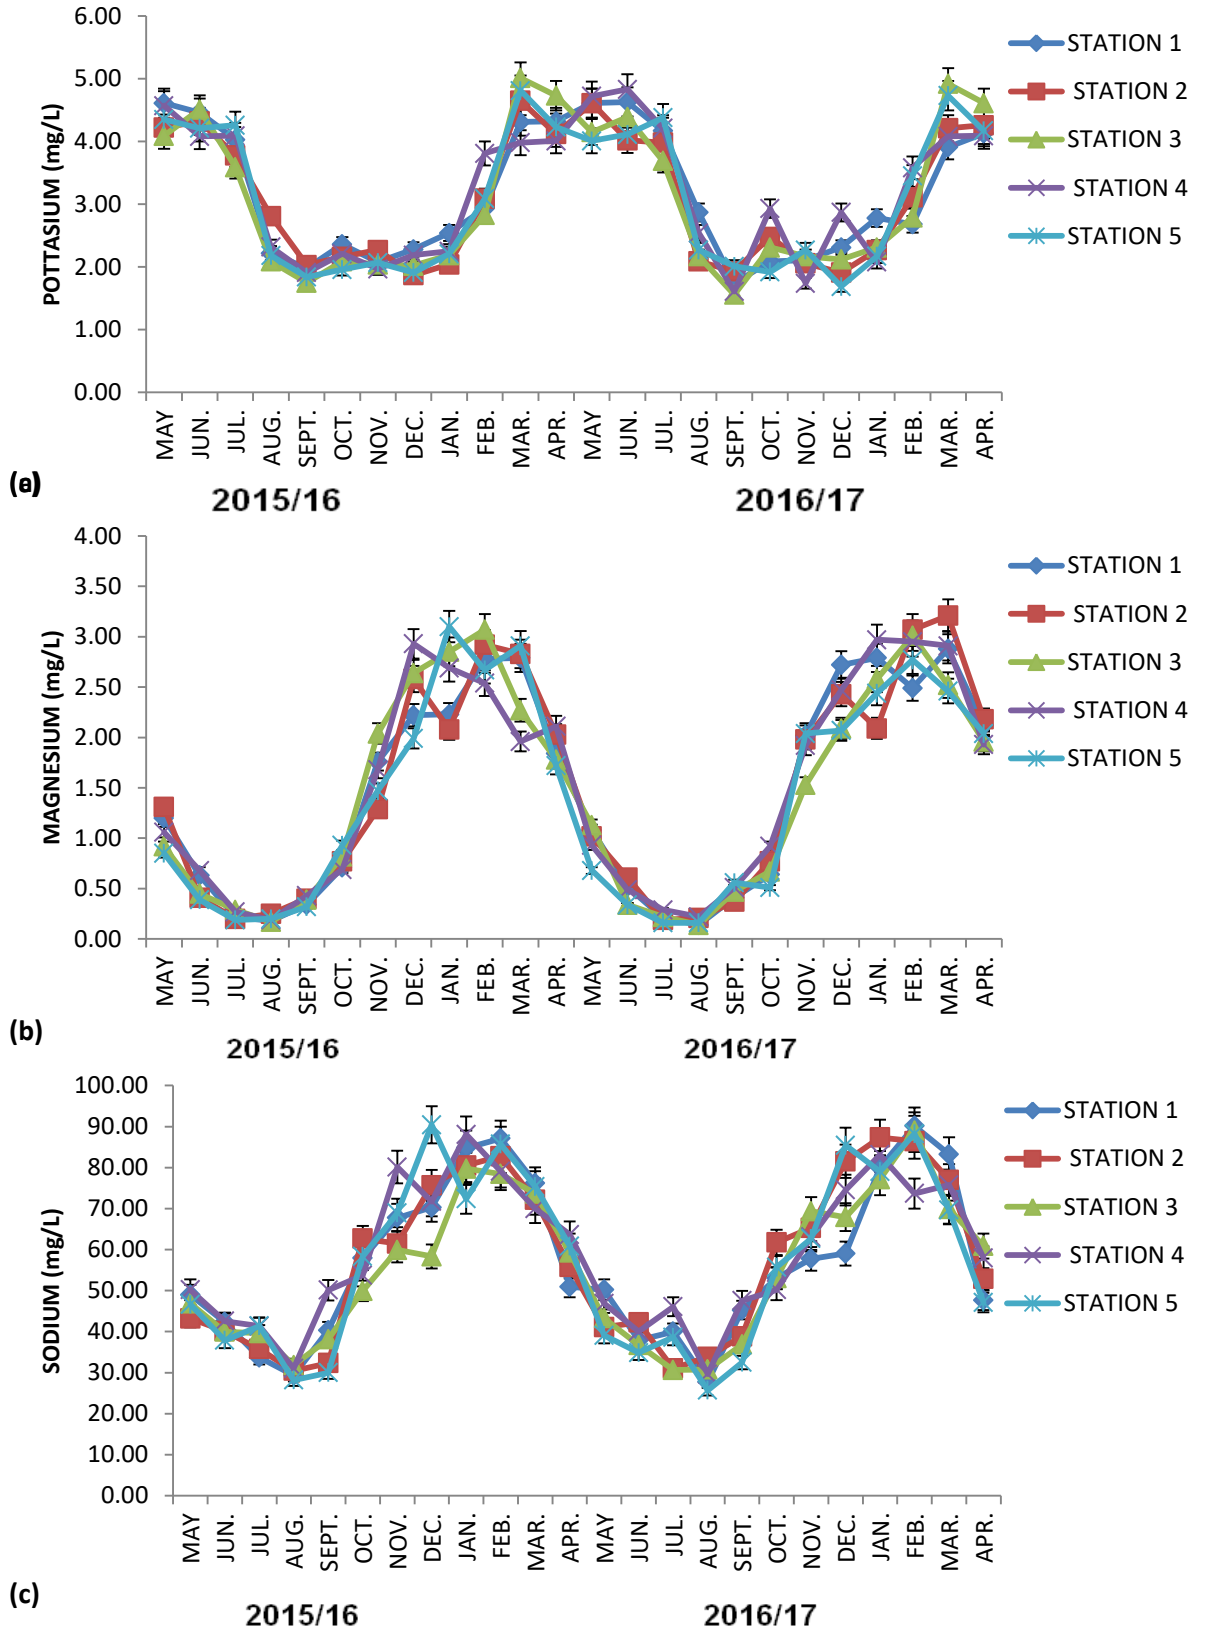 6.00
5.00
4.00
3.00
2.00
1.00
0.00
POTTASIUM (mg/L)
MAY JUN. JUL. AUG. SEPT. OCT. NOV. DEC. JAN. FEB. MAR. APR. MAY JUN. JUL. AUG. SEPT. OCT. NOV. DEC. JAN. FEB. MAR. APR.
STATION 1
STATION 2
STATION 3
STATION 4
STATION 5
(a)
2015/16 2016/17
4.00
3.50
3.00
2.50
2.00
1.50
1.00
0.50
0.00
MAGNESIUM (mg/L)
MAY JUN. JUL. AUG. SEPT. OCT. NOV. DEC. JAN. FEB. MAR. APR. MAY JUN. JUL. AUG. SEPT. OCT. NOV. DEC. JAN. FEB. MAR. APR.
STATION 1
STATION 2
STATION 3
STATION 4
STATION 5
(b)
2015/16 2016/17
100.00
90.00
80.00
70.00
60.00
50.00
40.00
30.00
20.00
10.00
0.00
SODIUM (mg/L)
MAY JUN. JUL. AUG. SEPT. OCT. NOV. DEC. JAN. FEB. MAR. APR. MAY JUN. JUL. AUG. SEPT. OCT. NOV. DEC. JAN. FEB. MAR. APR.
STATION 1
STATION 2
STATION 3
STATION 4
STATION 5
(c)
2015/16 2016/17